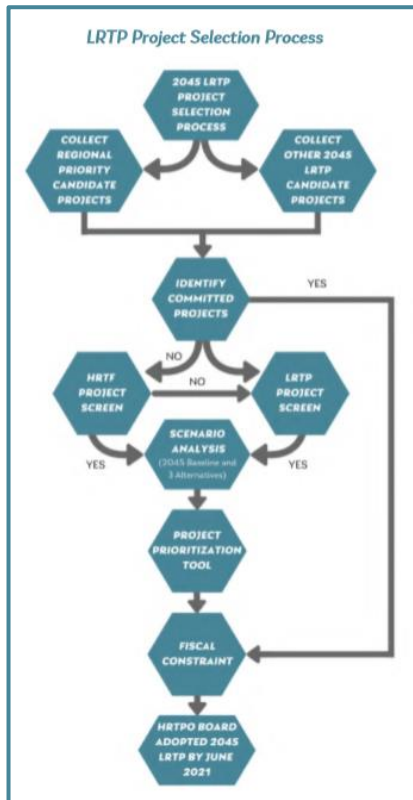 LRTP Project Selection Process
2045 LRTP
PROJECT
SELECTION
PROCESS
COLLECT
REGIONAL
PRIORITY
CANDIDATE
PROJECTS
COLLECT
OTHER 2045
LRTP
CANDIDATE
PROJECTS
IDENTIFY
COMMITTED
PROJECTS
YES
NO
HRTF
PROJECT
SCREEN
NO
LRTP
PROJECT
SCREEN
YES
SCENARIO
ANALYSIS
(2045 Baseline and
3 Alternatives)
YES
PROJECT
PRIORITIZATION
TOOL
FISCAL
CONSTRAINT
HRTPO BOARD
ADOPTED 2045
LRTP BY JUNE
2021